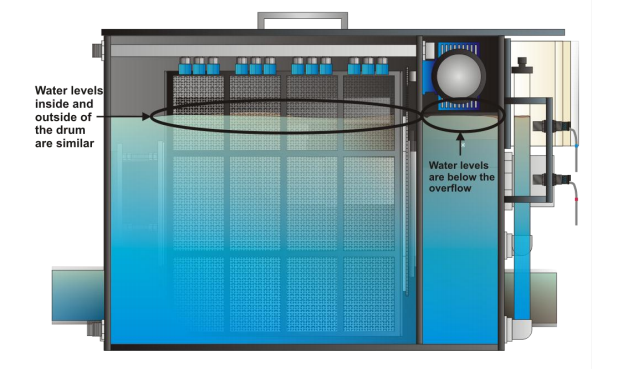 Water levels
inside and
outside of
the drum
are similar
Water levels
are below the
overflow